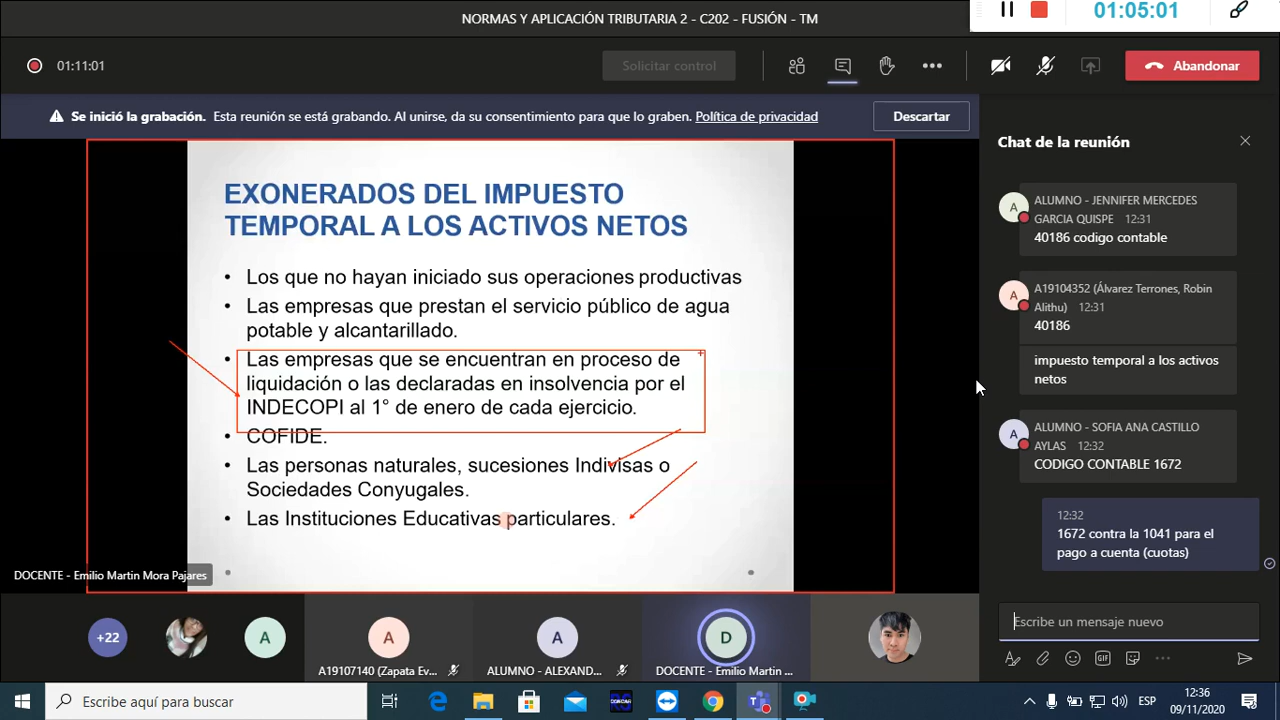 NORMAS Y APLICACIÓN TRIBUTARIA 2 - C202 - FUSIÓN - TM
01:05:01
01:11:01
Solicitar control
Abandonar
Se inició la grabación. Esta reunión se está grabando. Al unirse, da su consentimiento para que lo graben. Política de privacidad
Descartar
EXONERADOS DEL IMPUESTO
TEMPORAL A LOS ACTIVOS NETOS
• Los que no hayan iniciado sus operaciones productivas
• Las empresas que prestan el servicio público de agua
potable y alcantarillado.
• Las empresas que se encuentran en proceso de
liquidación o las declaradas en insolvencia por el
INDECOPI al 1° de enero de cada ejercicio.
• COFIDE.
• Las personas naturales, sucesiones Indivisas o
Sociedades Conyugales.
• Las Instituciones Educativas particulares.
DOCENTE - Emilio Martin Mora Pajares
Chat de la reunión
A
ALUMNO - JENNIFER MERCEDES
GARCIA QUISPE 12:31
40186 codigo contable
A
A19104352 (Álvarez Terrones, Robin
Alithu) 12:31
40186
impuesto temporal a los activos
netos
A
ALUMNO - SOFIA ANA CASTILLO
AYLAS 12:32
CODIGO CONTABLE 1672
12:32
1672 contra la 1041 para el
pago a cuenta (cuotas)
Escribe un mensaje nuevo
GIF
+22
A
A
A19107140 (Zapata Ev...
A
ALUMNO - ALEXAND...
D
DOCENTE - Emilio Martin ...
Escribe aquí para buscar
ESP
12:36
09/11/2020